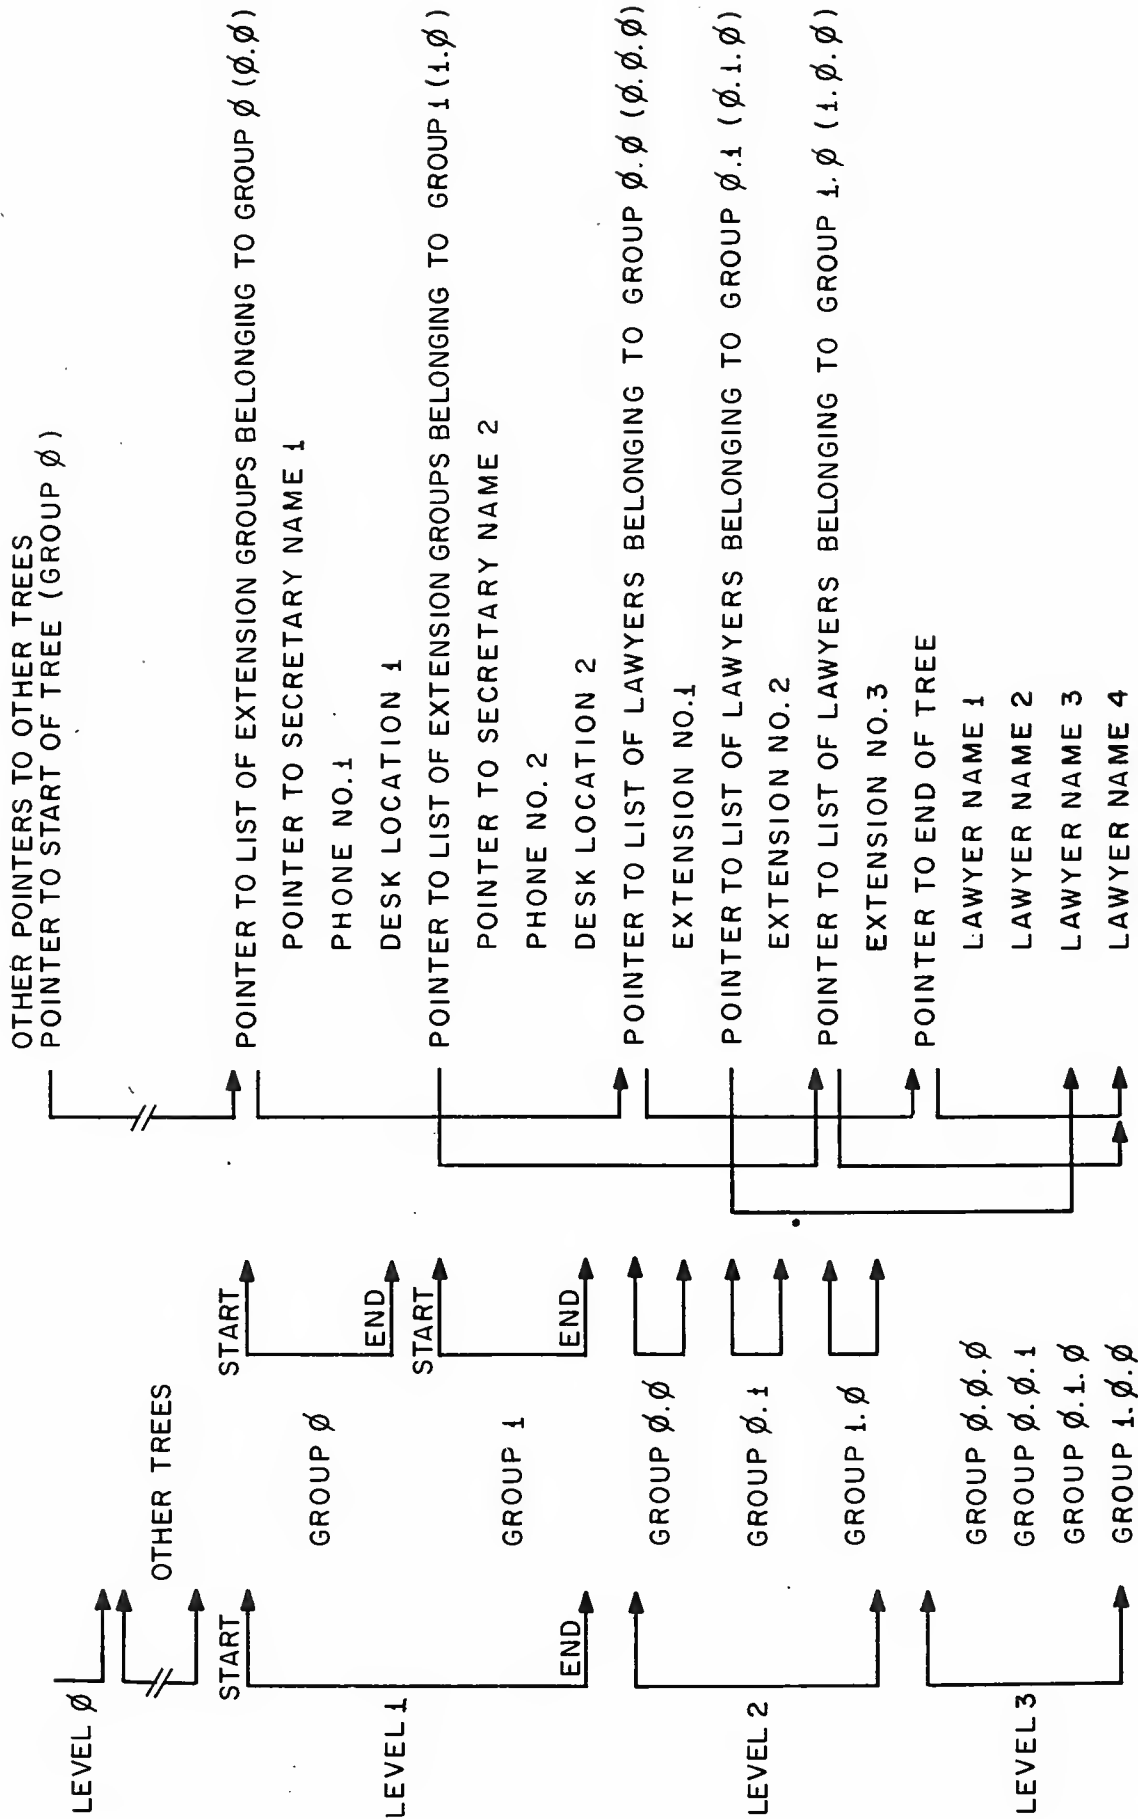 OTHER POINTERS TO OTHER TREES
POINTER TO START OF TREE (GROUP Ø)
LEVEL Ø
OTHER TREES
START
START
POINTER TO LIST OF EXTENSION GROUPS BELONGING TO GROUP Ø (Ø.Ø)
POINTER TO SECRETARY NAME 1
GROUP Ø
PHONE NO.1
END
DESK LOCATION 1
LEVEL 1
START
POINTER TO LIST OF EXTENSION GROUPS BELONGING TO GROUP 1 (1.Ø)
POINTER TO SECRETARY NAME 2
GROUP 1
PHONE NO. 2
END
END
DESK LOCATION 2
POINTER TO LIST OF LAWYERS BELONGING TO GROUP Ø.Ø (Ø.Ø.Ø)
GROUP Ø.Ø
EXTENSION NO.1
POINTER TO LIST OF LAWYERS BELONGING TO GROUP Ø.1 (Ø.1.Ø)
LEVEL 2
GROUP Ø.1
EXTENSION NO.2
POINTER TO LIST OF LAWYERS BELONGING TO GROUP 1.Ø (1.Ø.Ø)
GROUP 1.Ø
EXTENSION NO.3
POINTER TO END OF TREE
GROUP Ø.Ø.Ø
LAWYER NAME 1
LEVEL 3
GROUP Ø.Ø.1
LAWYER NAME 2
GROUP Ø.1.Ø
LAWYER NAME 3
GROUP 1.Ø.Ø
LAWYER NAME 4